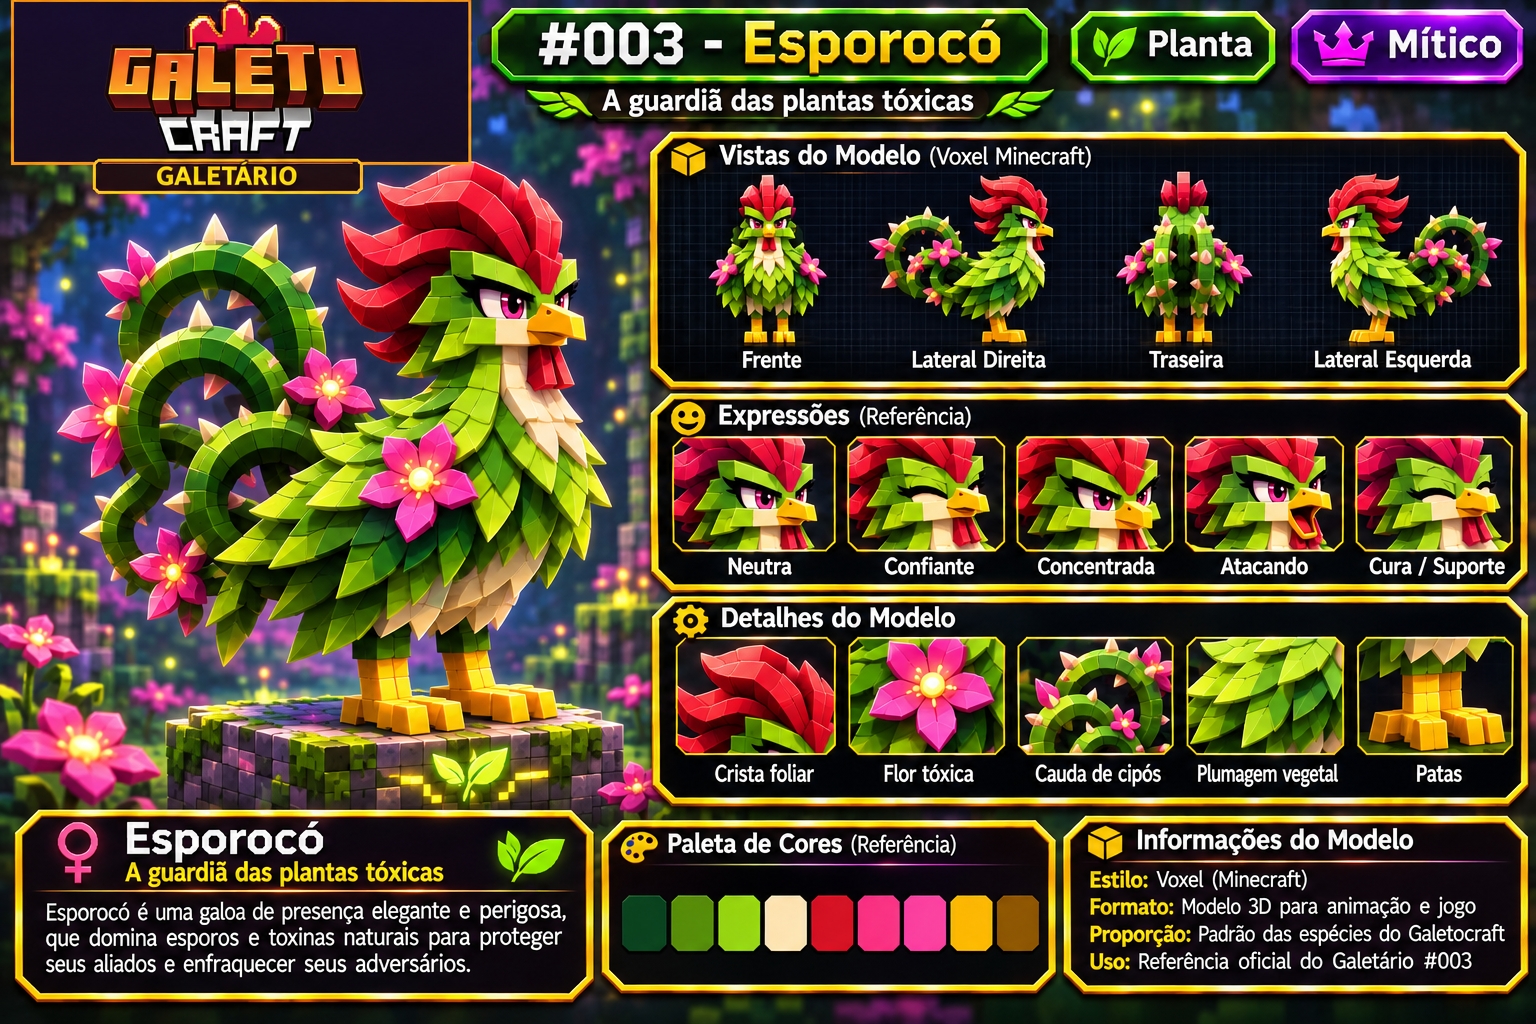 GALETO
CRAFT
GALETÁRIO
#003 - Esporocó
Planta
Mítico
A guardiã das plantas tóxicas
Vistas do Modelo (Voxel Minecraft)
Frente
Lateral Direita
Traseira
Lateral Esquerda
Expressões (Referência)
Neutra
Confiante
Concentrada
Atacando
Cura / Suporte
Detalhes do Modelo
Crista foliar
Flor tóxica
Cauda de cipós
Plumagem vegetal
Patas
Esporocó
A guardiã das plantas tóxicas
Esporocó é uma galoa de presença elegante e perigosa,
que domina esporos e toxinas naturais para proteger
seus aliados e enfraquecer seus adversários.
Paleta de Cores (Referência)
Informações do Modelo
Estilo: Voxel (Minecraft)
Formato: Modelo 3D para animação e jogo
Proporção: Padrão das espécies do Galetocraft
Uso: Referência oficial do Galetário #003